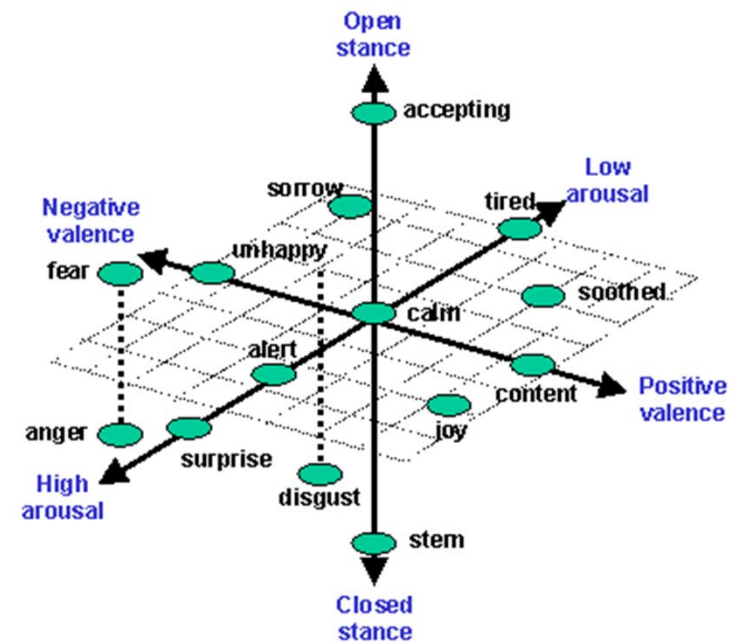 Open
stance
accepting
Low
arousal
sorrow
tired
Negative
valence
unhappy
fear
soothed
calm
alert
content
Positive
valence
joy
anger
surprise
High
arousal
disgust
stern
Closed
stance